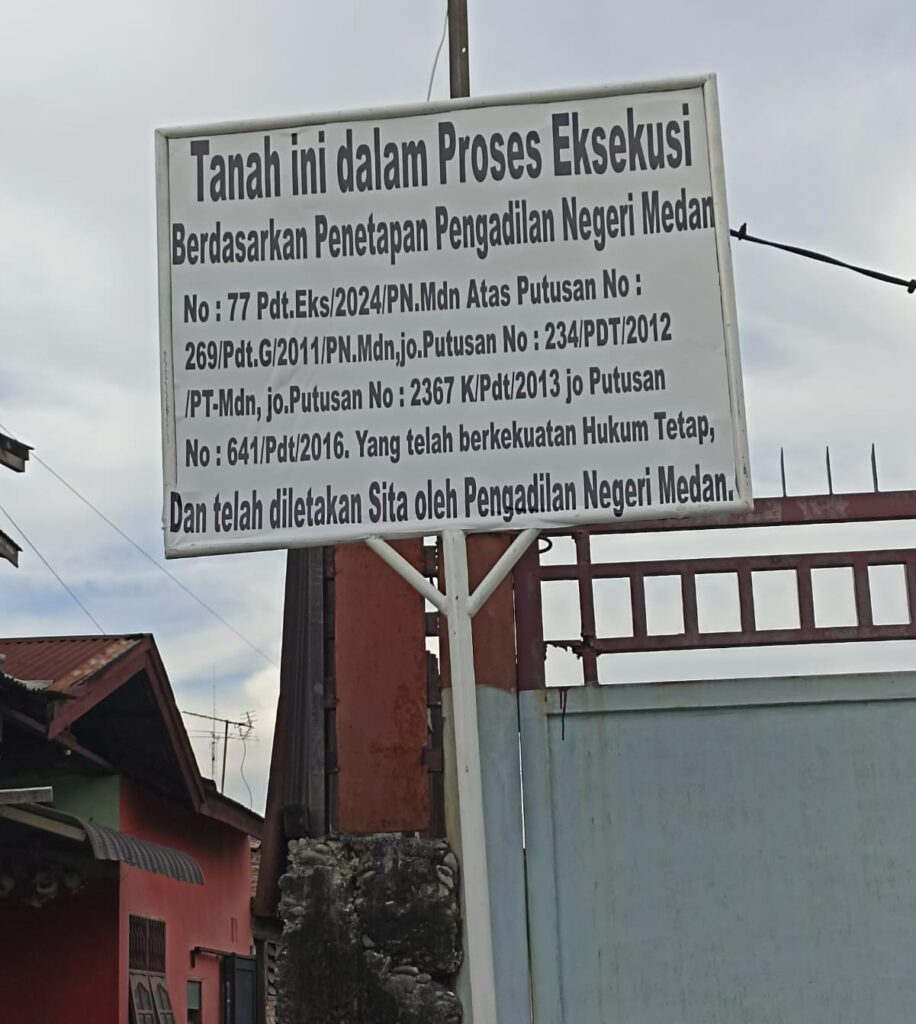 Tanah ini dalam Proses Eksekusi
Berdasarkan Penetapan Pengadilan Negeri Medan
No : 77 Pdt.Eks/2024/PN.Mdn Atas Putusan No :
269/Pdt.G/2011/PN.Mdn,jo.Putusan No : 234/PDT/2012
/PT-Mdn, jo.Putusan No : 2367 K/Pdt/2013 jo Putusan
No : 641/Pdt/2016. Yang telah berkekuatan Hukum Tetap,
Dan telah diletakan Sita oleh Pengadilan Negeri Medan.